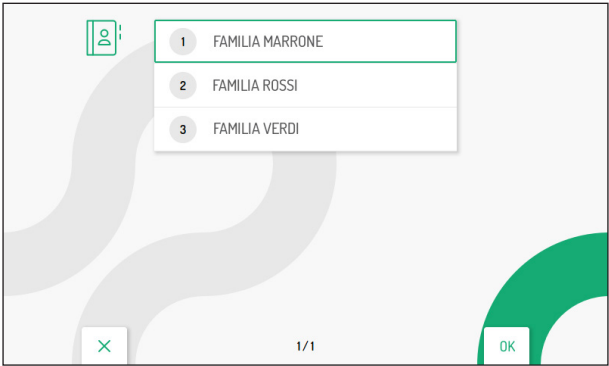 1 FAMILIA MARRONE
2 FAMILIA ROSSI
3 FAMILIA VERDI
1/1
OK